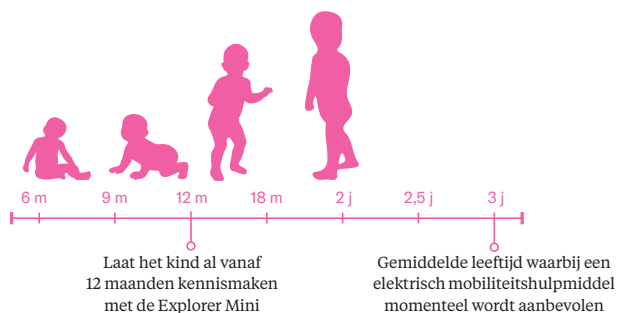 6 m 9 m 12 m 18 m 2 j 2,5 j 3 j
Laat het kind al vanaf
12 maanden kennismaken
met de Explorer Mini
Gemiddelde leeftijd waarbij een
elektrisch mobiliteitshulpmiddel
momenteel wordt aanbevolen